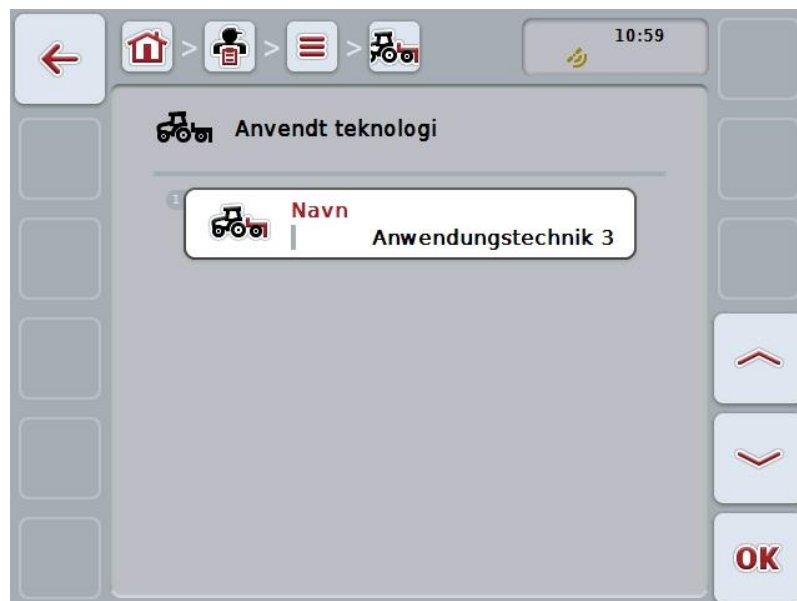 > > >
10:59
Anvendt teknologi
1
Navn
Anwendungstechnik 3
OK